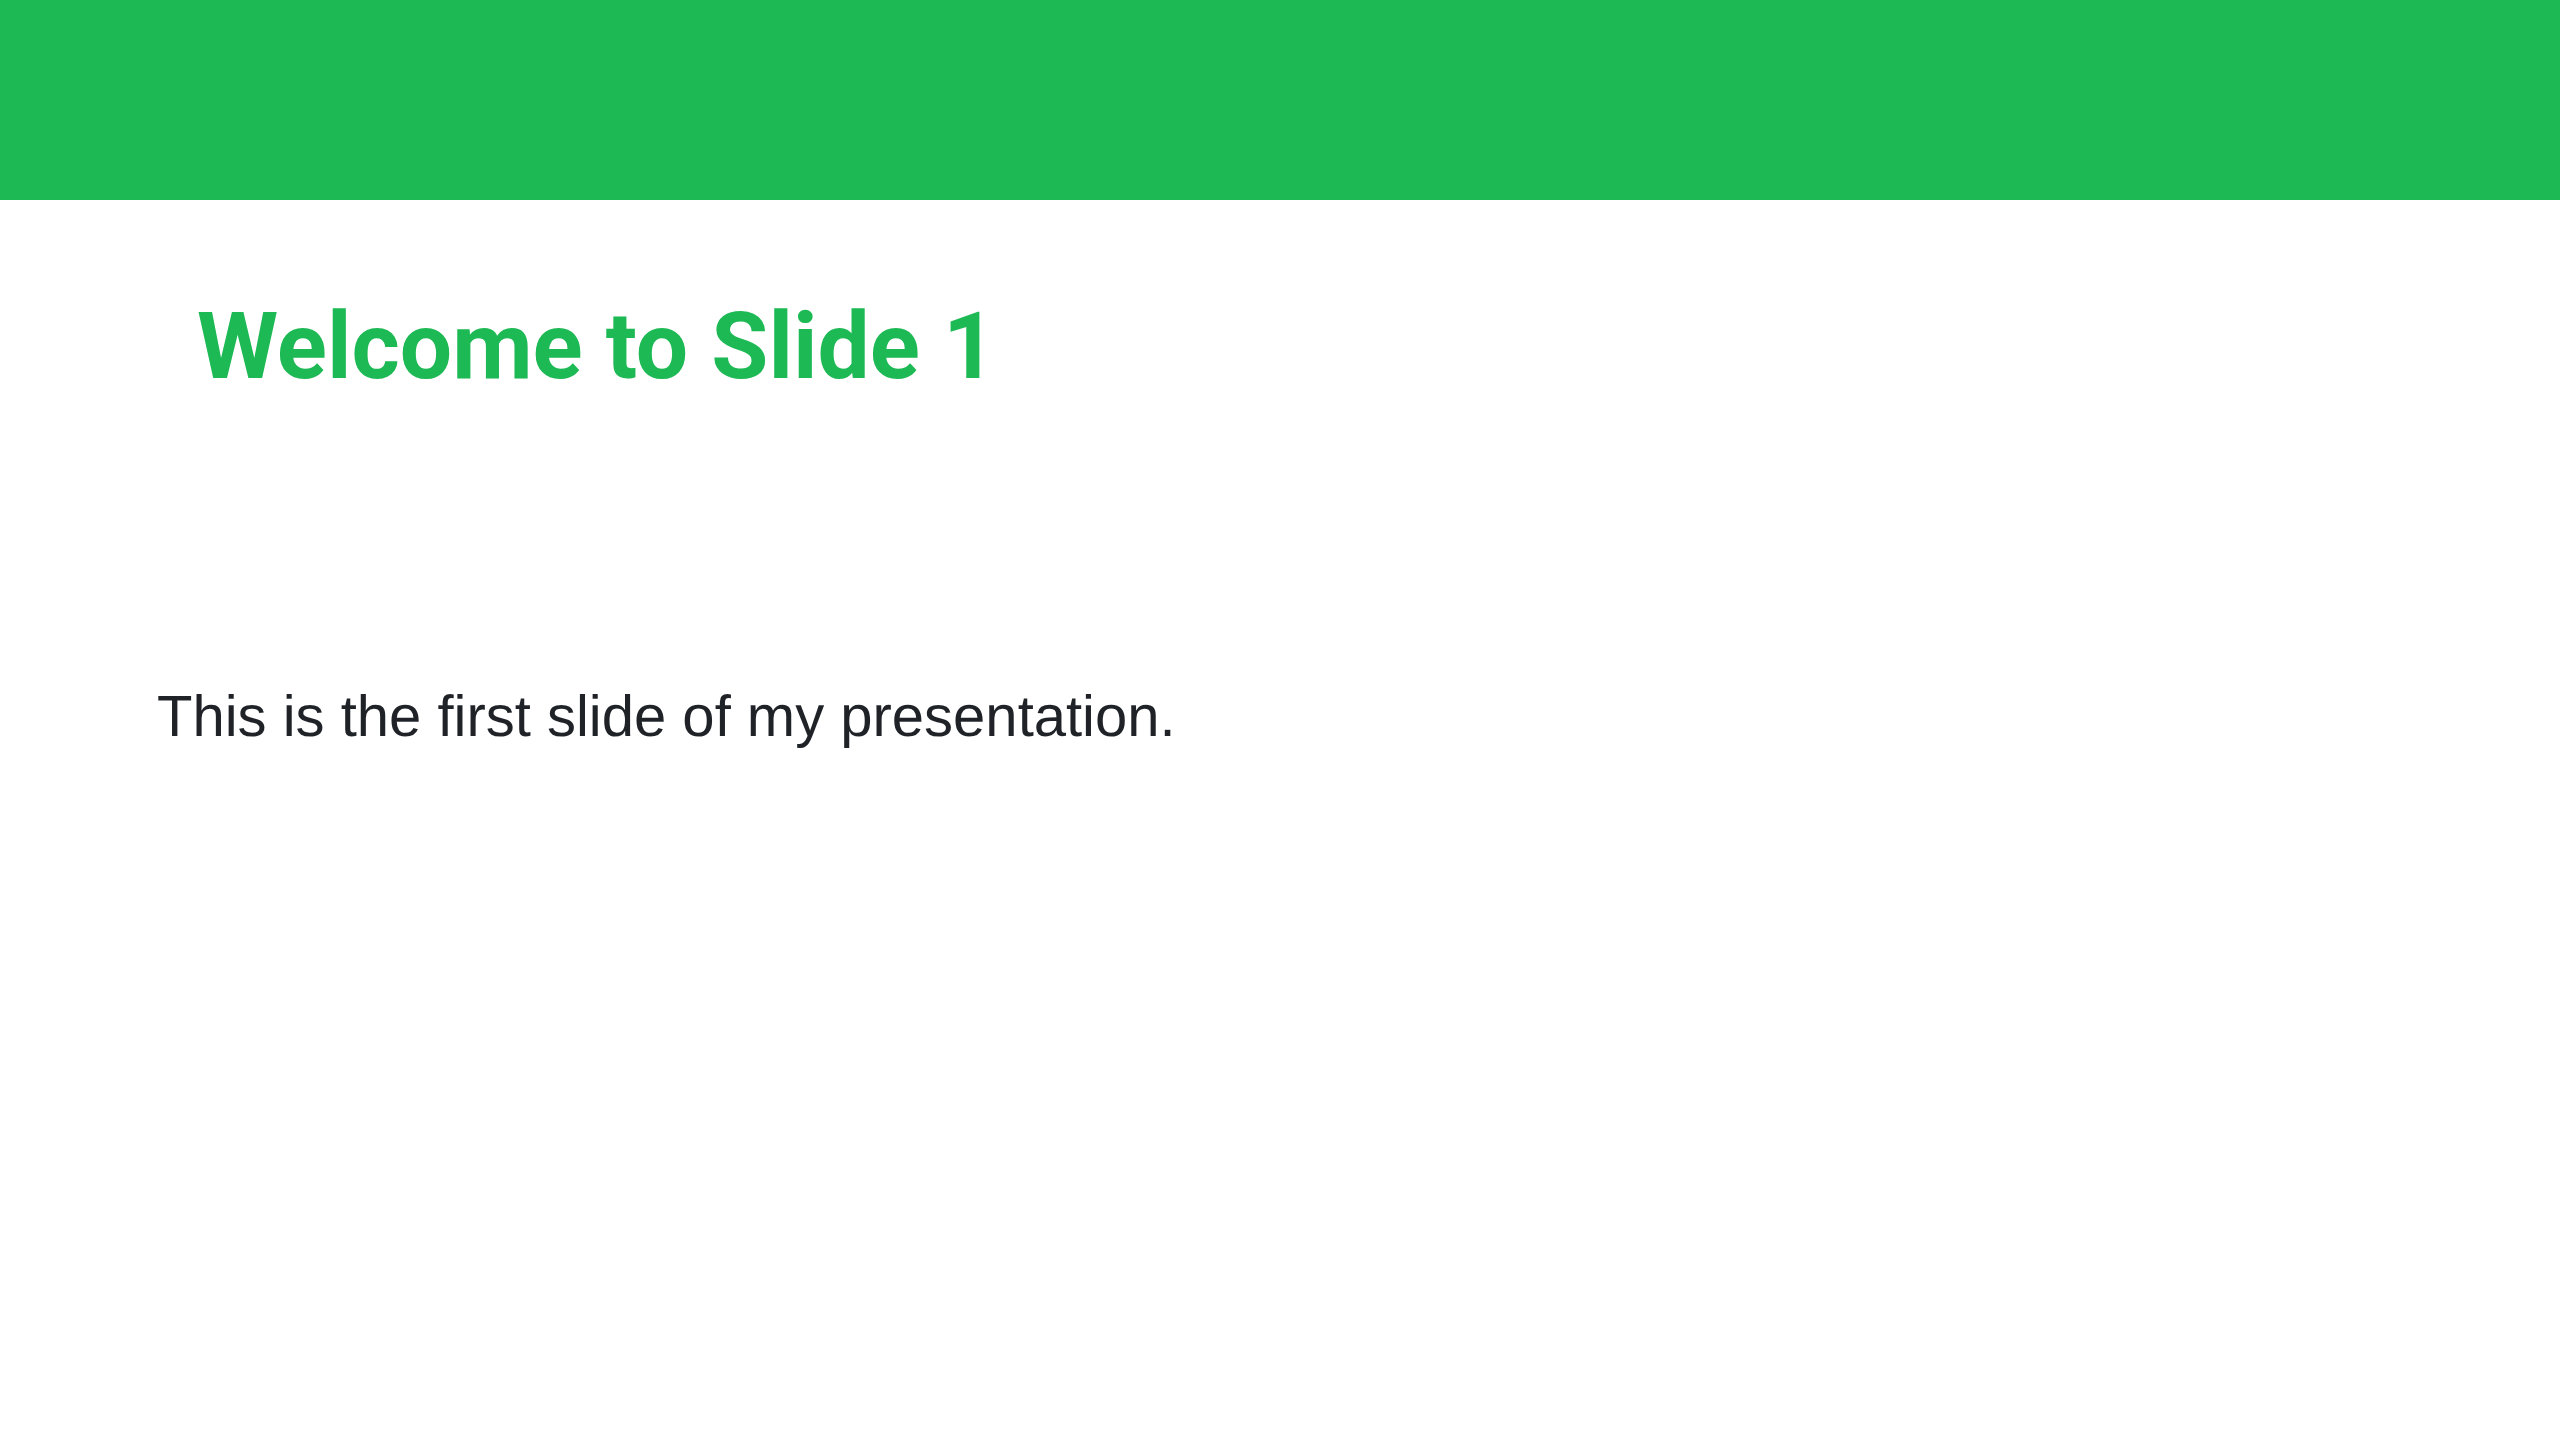 Welcome to Slide 1
This is the first slide of my presentation.